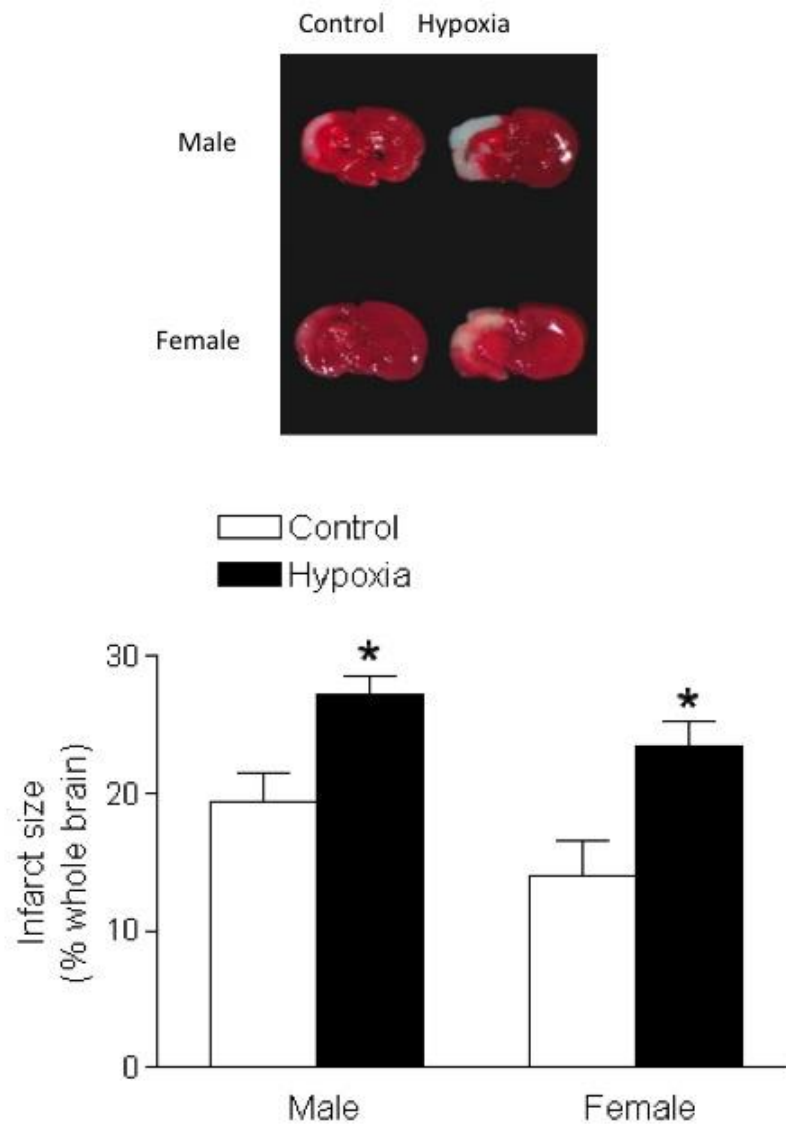 Control Hypoxia
Male
Female
Control
Hypoxia
Infarct size
(% whole brain)
30
20
10
0
*
*
Male Female